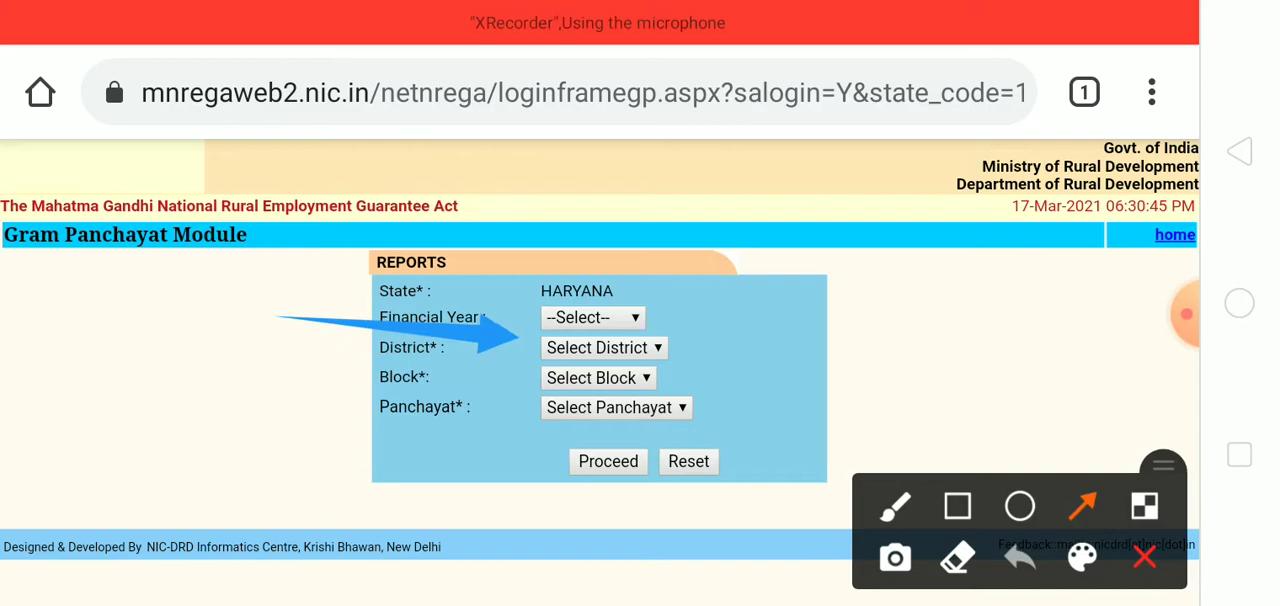 "XRecorder",Using the microphone
mnregaweb2.nic.in/netnrega/loginframegp.aspx?salogin=Y&state_code=1
1
Govt. of India
Ministry of Rural Development
Department of Rural Development
The Mahatma Gandhi National Rural Employment Guarantee Act
17-Mar-2021 06:30:45 PM
Gram Panchayat Module
home
REPORTS
State* : HARYANA
Financial Year : --Select--
District* : Select District
Block*: Select Block
Panchayat* : Select Panchayat
Proceed Reset
Designed & Developed By NIC-DRD Informatics Centre, Krishi Bhawan, New Delhi